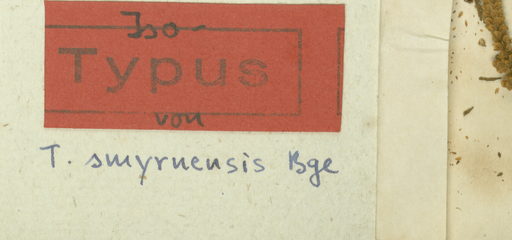 Iso-
Typus
von
T. smyrnensis Bge